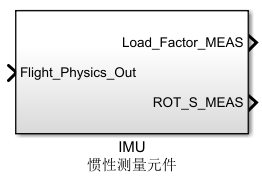 Load_Factor_MEAS
Flight_Physics_Out
ROT_S_MEAS
IMU
惯性测量元件